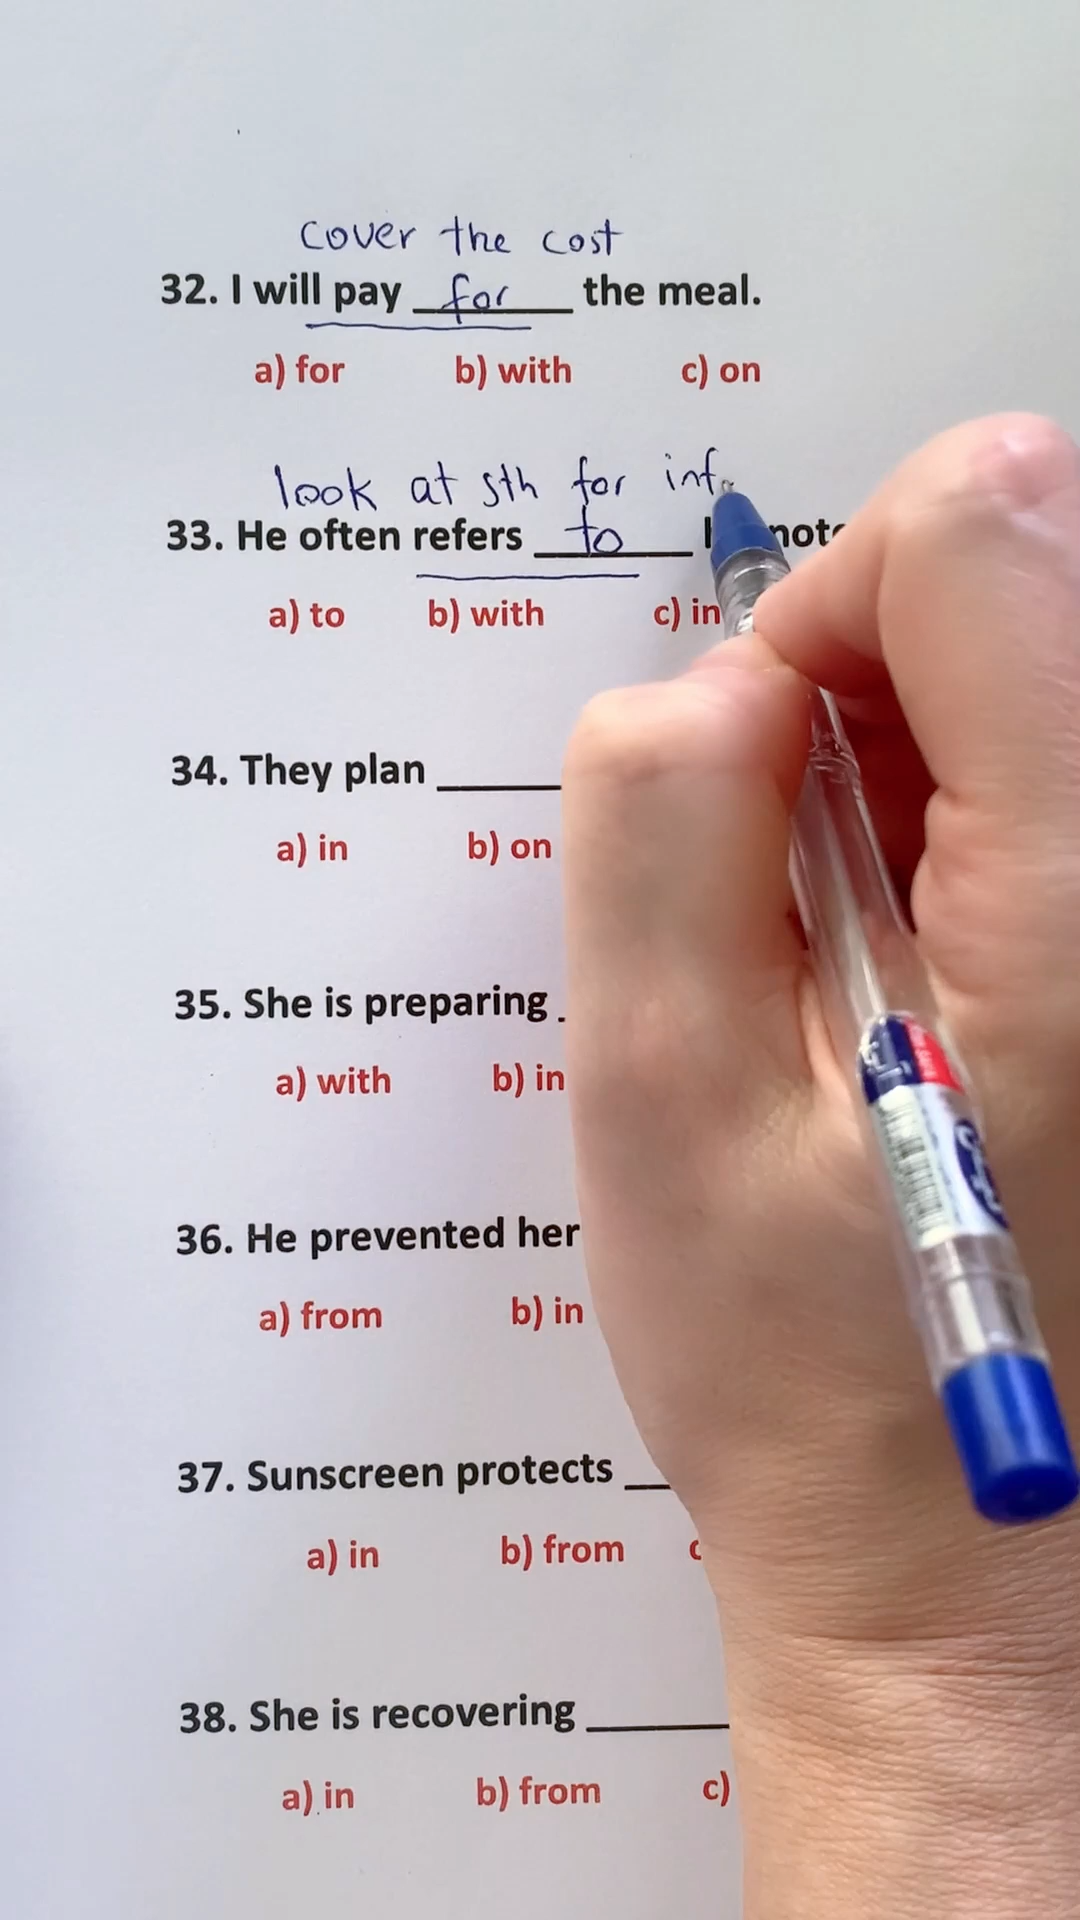 cover the cost
32. I will pay for the meal.
a) for b) with c) on
look at sth for inf
33. He often refers to
a) to b) with c) in
34. They plan
a) in b) on
35. She is preparing
a) with b) in
36. He prevented her
a) from b) in
37. Sunscreen protects
a) in b) from
38. She is recovering
a) in b) from c)